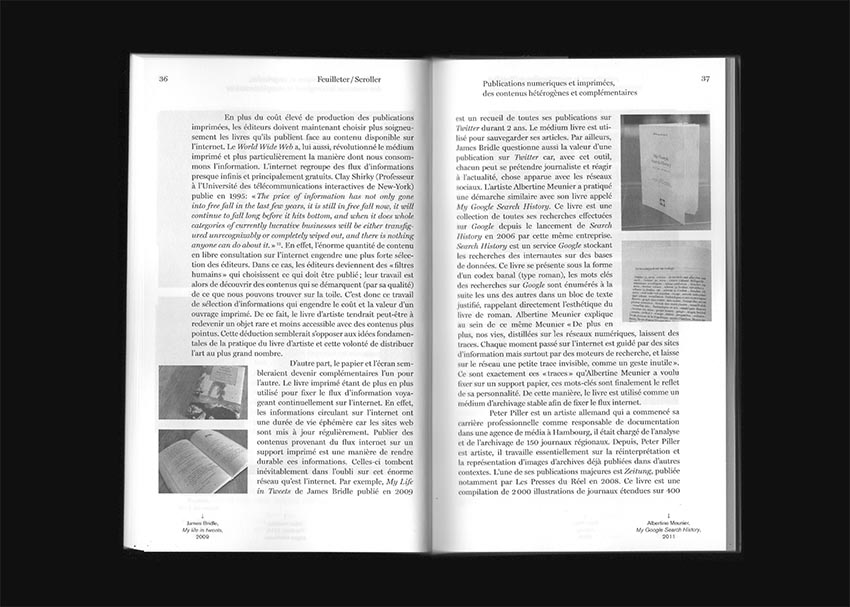 36
Feuilleter/Scroller
En plus du coût élevé de production des publications
imprimées, les éditeurs doivent maintenant choisir plus soigneu-
sement les livres qu'ils publient face au contenu disponible sur
l'internet. Le World Wide Web a, lui aussi, révolutionné le médium
imprimé et plus particulièrement la manière dont nous consom-
mons l'information. L'internet regroupe des flux d'informations
presque infinis et principalement gratuits. Clay Shirky (Professeur
à l'Université des télécommunications interactives de New-York)
publie en 1995: «The price of information has not only gone
into free fall in the last few years, it is still in free fall now, it will
continue to fall long before it hits bottom, and when it does whole
categories of currently lucrative businesses will be either transfig-
ured unrecognizably or completely wiped out, and there is nothing
anyone can do about it. ». En effet, l'énorme quantité de contenu
en libre consultation sur l'internet engendre une plus forte sélec-
tion des éditeurs. Dans ce cas, les éditeurs deviennent des «filtres
humains» qui choisissent ce qui doit être publié; leur travail est
alors de découvrir des contenus qui se démarquent (par sa qualité)
de ce que nous pouvons trouver sur la toile. C'est donc ce travail
de sélection d'informations qui engendre le coût et la valeur d'un
ouvrage imprimé. De ce fait, le livre d'artiste tendrait peut-être à
redevenir un objet rare et moins accessible avec des contenus plus
pointus. Cette déduction semblerait s'opposer aux idées fondamen-
tales de la pratique du livre d'artiste et cette volonté de distribuer
l'art au plus grand nombre.
D'autre part, le papier et l'écran sem-
bleraient devenir complémentaires l'un pour
l'autre. Le livre imprimé étant de plus en plus
utilisé pour fixer le flux d'information voya-
geant continuellement sur l'internet. En effet,
les informations circulant sur internet ont
une durée de vie éphémère car les sites web
sont mis à jour régulièrement. Publier des
contenus provenant du flux internet sur un
support imprimé est une manière de rendre
durable ces informations. Celles-ci tombent
inévitablement dans l'oubli sur cet énorme
réseau qu'est l'internet. Par exemple, My Life
in Tweets de James Bridle publié en 2009
↓
James Bridle,
My life in tweets,
2009
Publications numeriques et imprimées,
des contenus hétérogènes et complémentaires
37
est un recueil de toutes ses publications sur
Twitter durant 2 ans. Le médium livre est uti-
lisé pour sauvegarder ses articles. Par ailleurs,
James Bridle questionne aussi la valeur d'une
publication sur Twitter car, avec cet outil,
chacun peut se prétendre journaliste et réagir
à l'actualité, chose apparue avec les réseaux
sociaux. L'artiste Albertine Meunier a pratiqué
une démarche similaire avec son livre appelé
My Google Search History. Ce livre est une
collection de toutes ses recherches effectuées
sur Google depuis le lancement de Search
History en 2006 par cette même entreprise.
Search History est un service Google stockant
les recherches des internautes sur des bases
de données. Ce livre se présente sous la forme
d'un codex banal (type roman), les mots clés
des recherches sur Google sont énumérés à la
suite les uns des autres dans un bloc de texte
justifié, rappelant directement l'esthétique du
livre de roman. Albertine Meunier explique
au sein de ce même Meunier «De plus en
plus, nos vies, distillées sur les réseaux numériques, laissent des
traces. Chaque moment passé sur l'internet est guidé par des sites
d'information mais surtout par des moteurs de recherche, et laisse
sur le réseau une petite trace invisible, comme un geste inutile».
Ce sont exactement ces «traces» qu'Albertine Meunier a voulu
fixer sur un support papier, ces mots-clés sont finalement le reflet
de sa personnalité. De cette manière, le livre est utilisé comme un
médium d'archivage stable afin de fixer le flux internet.
Peter Piller est un artiste allemand qui a commencé sa
carrière professionnelle comme responsable de documentation
dans une agence de média à Hambourg, il était chargé de l'analyse
et de l'archivage de 150 journaux régionaux. Depuis, Peter Piller
est artiste, il travaille essentiellement sur la réinterprétation et
la représentation d'images d'archives déjà publiées dans d'autres
contextes. L'une de ses publications majeures est Zeitung, publiée
notamment par Les Presses du Réel en 2008. Ce livre est une
compilation de 2000 illustrations de journaux étendues sur 400
↓
Albertine Meunier,
My Google Search History,
2011